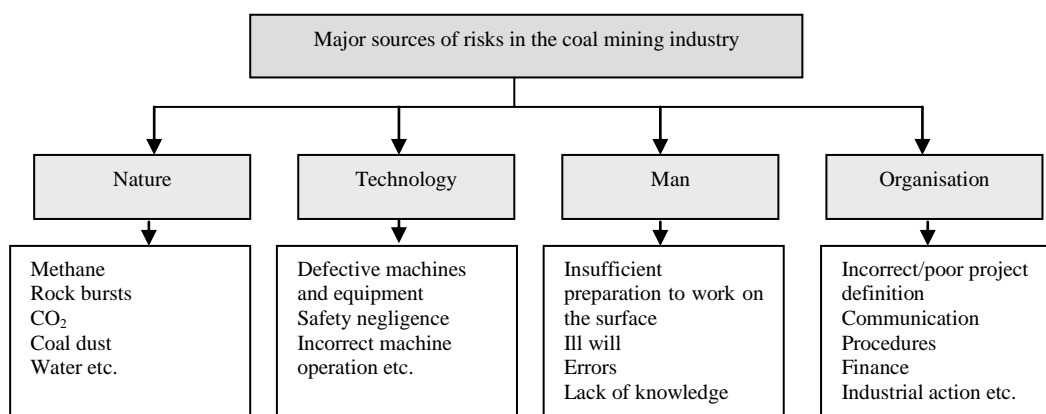 Major sources of risks in the coal mining industry
Nature
Technology
Man
Organisation
Methane
Rock bursts
CO₂
Coal dust
Water etc.
Defective machines
and equipment
Safety negligence
Incorrect machine
operation etc.
Insufficient
preparation to work on
the surface
Ill will
Errors
Lack of knowledge
Incorrect/poor project
definition
Communication
Procedures
Finance
Industrial action etc.